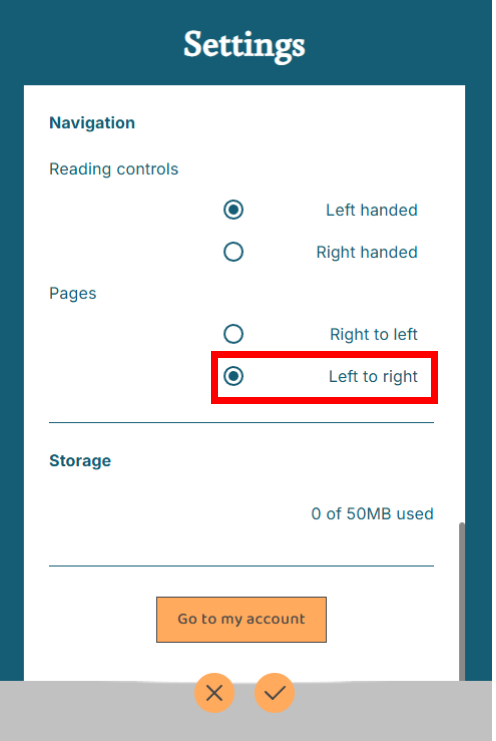 Settings
Navigation
Reading controls
Left handed
Right handed
Pages
Right to left
Left to right
Storage
0 of 50MB used
Go to my account